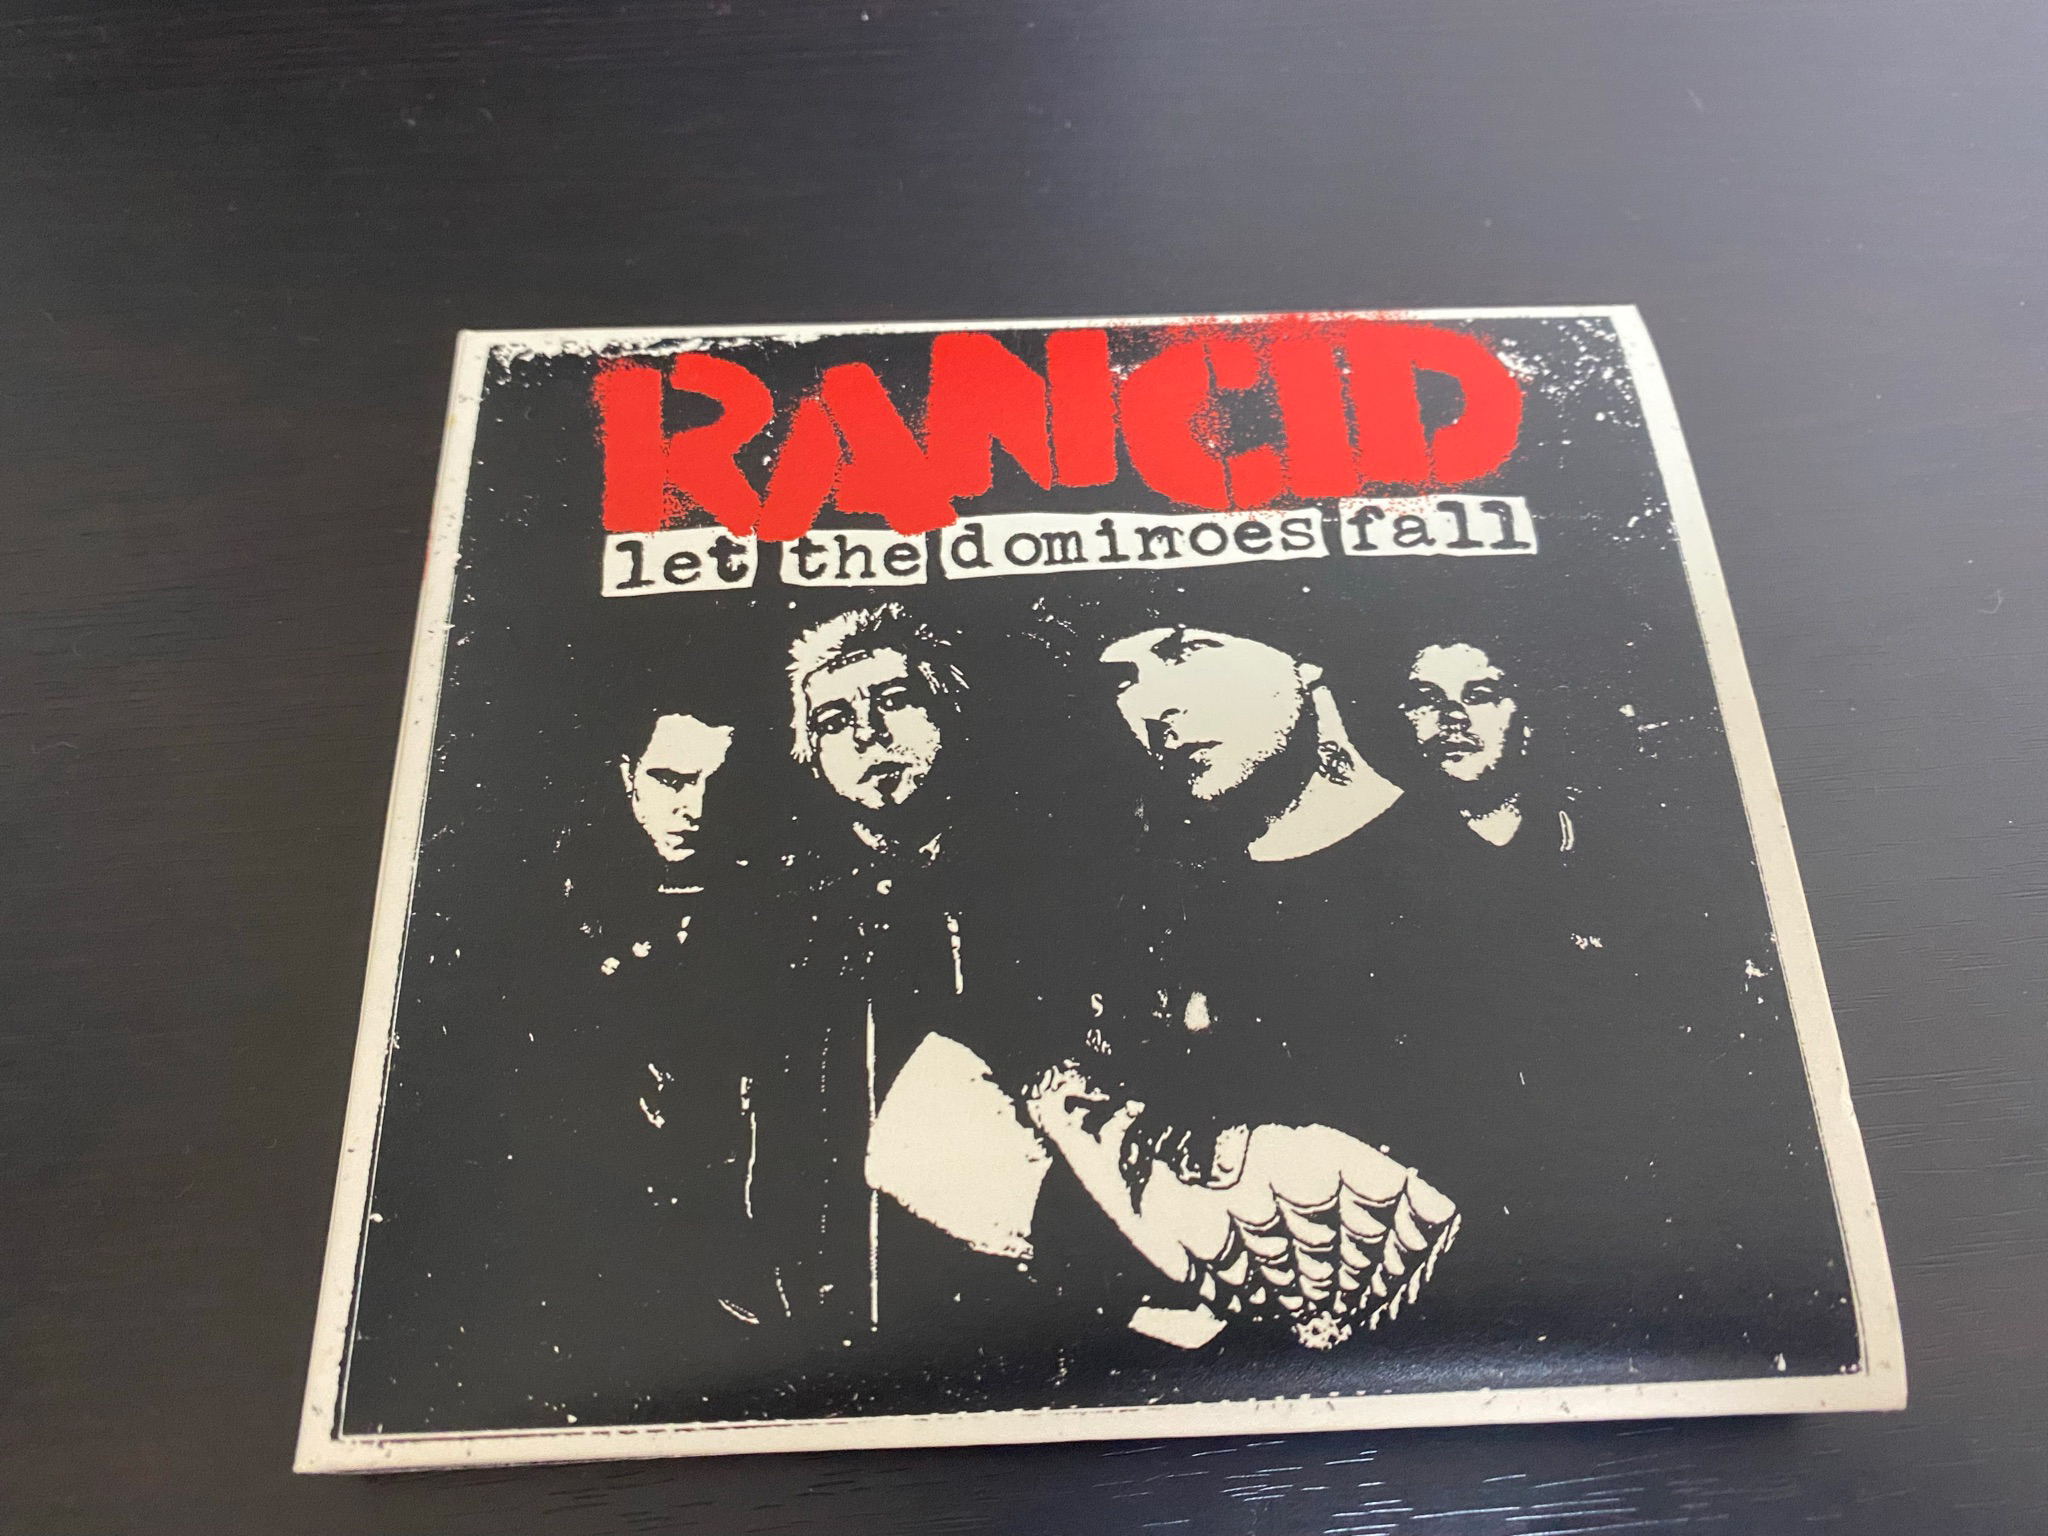 RANCID
let the dominoes fall